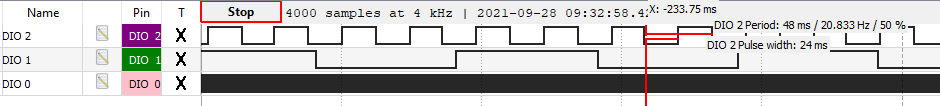 Name Pin T Stop 4000 samples at 4 kHz | 2021-09-28 09:32:58.42
X: -233.75 ms
DIO 2 Period: 48 ms / 20.833 Hz / 50 %
DIO 2 DIO 2 X
DIO 2 Pulse width: 24 ms
DIO 1 DIO 1 X
DIO 0 DIO 0 X